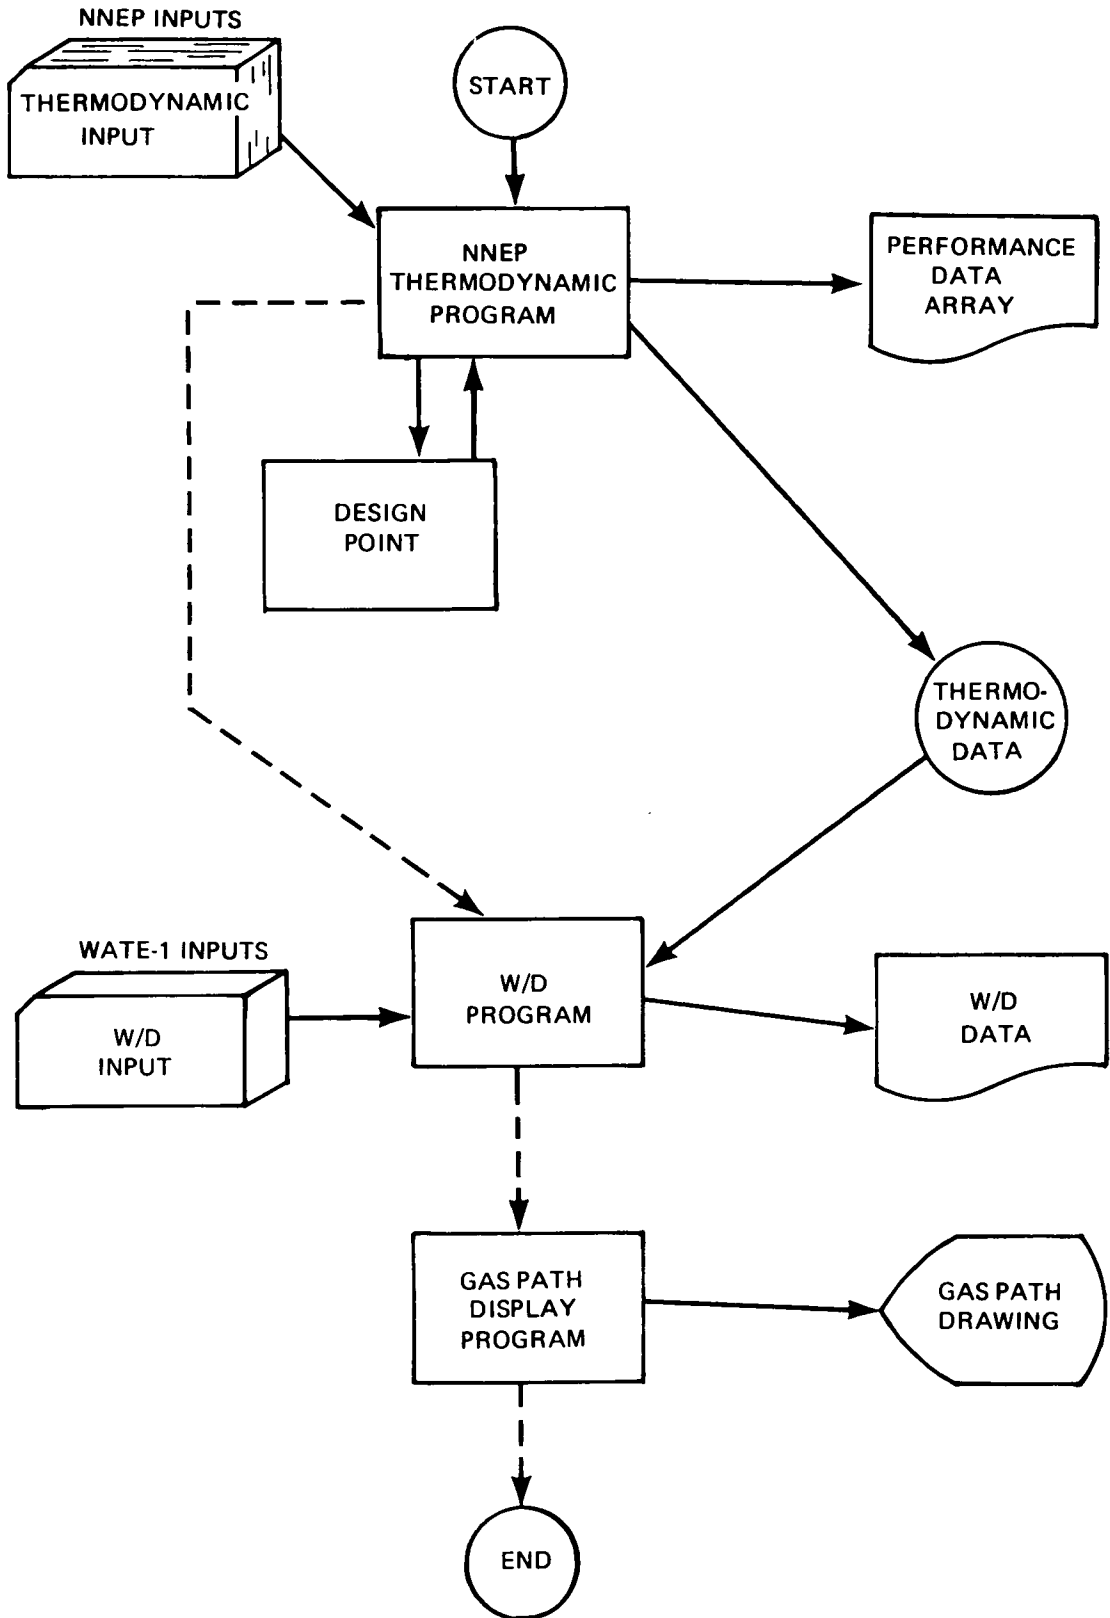 NNEP INPUTS
THERMODYNAMIC
INPUT
START
NNEP
THERMODYNAMIC
PROGRAM
PERFORMANCE
DATA
ARRAY
DESIGN
POINT
THERMO-
DYNAMIC
DATA
WATE-1 INPUTS
W/D
INPUT
W/D
PROGRAM
W/D
DATA
GAS PATH
DISPLAY
PROGRAM
GAS PATH
DRAWING
END